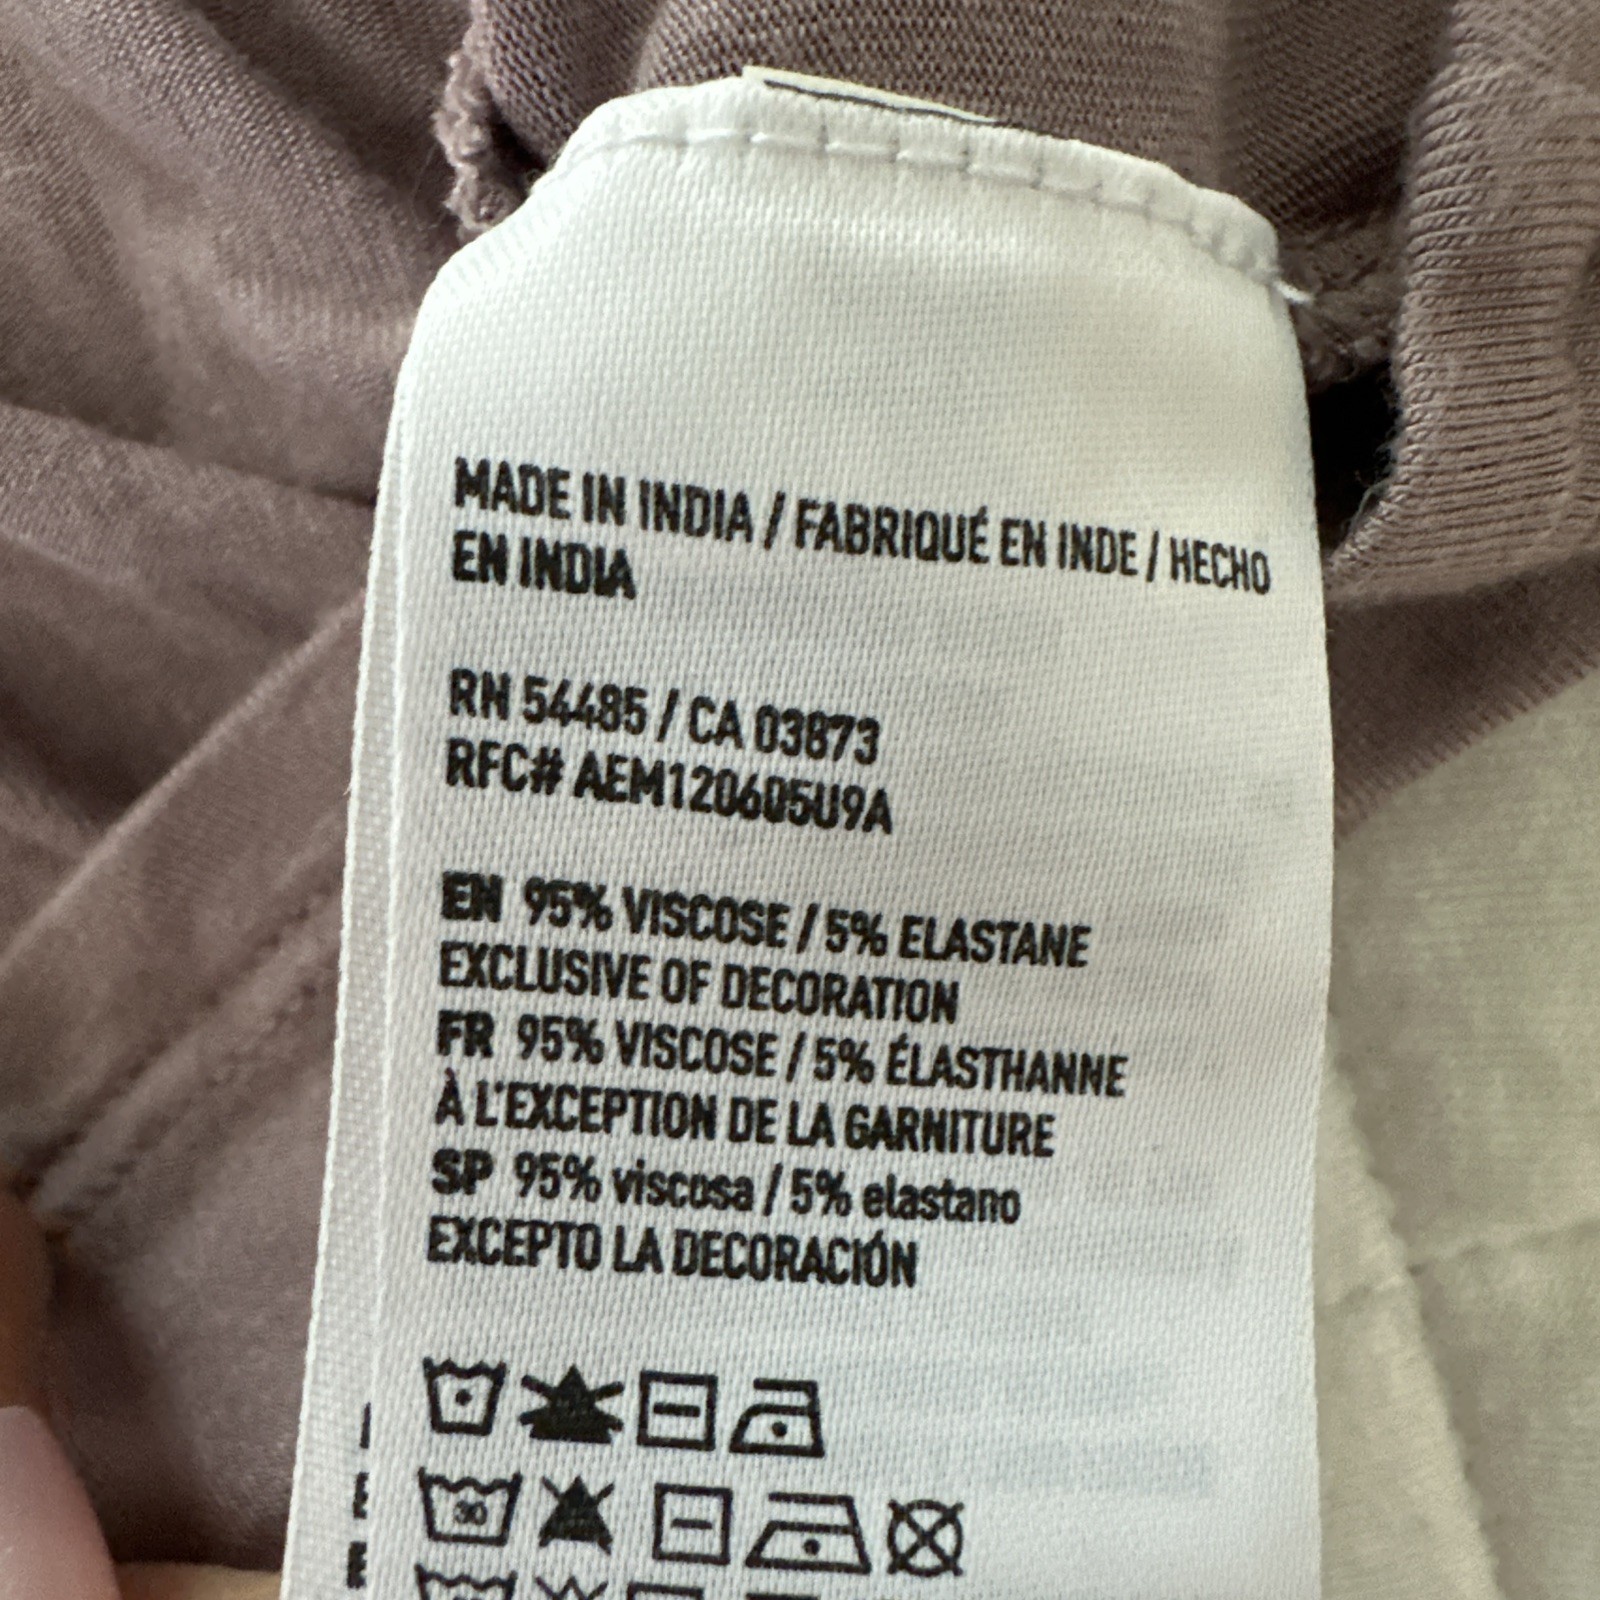 MADE IN INDIA / FABRIQUÉ EN INDE / HECHO
EN INDIA
RN 54485 / CA 03873
RFC# AEM120605U9A
EN 95% VISCOSE / 5% ELASTANE
EXCLUSIVE OF DECORATION
FR 95% VISCOSE / 5% ÉLASTHANNE
À L'EXCEPTION DE LA GARNITURE
SP 95% viscosa / 5% elastano
EXCEPTO LA DECORACIÓN
30